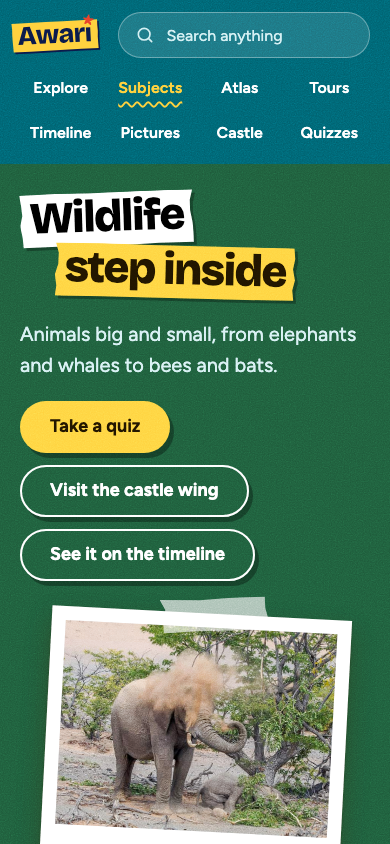 Awari
Search anything
Explore
Subjects
Atlas
Tours
Timeline
Pictures
Castle
Quizzes
Wildlife
step inside
Animals big and small, from elephants
and whales to bees and bats.
Take a quiz
Visit the castle wing
See it on the timeline